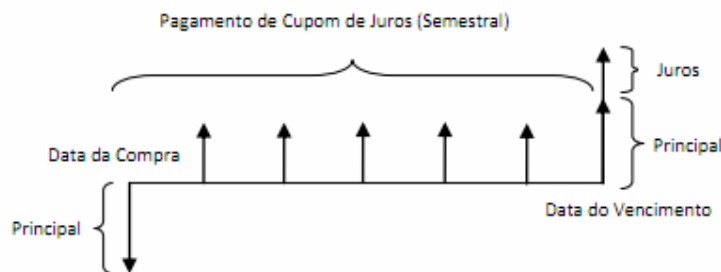 Pagamento de Cupom de Juros (Semestral)
Juros
Data da Compra
Principal
Data do Vencimento
Principal